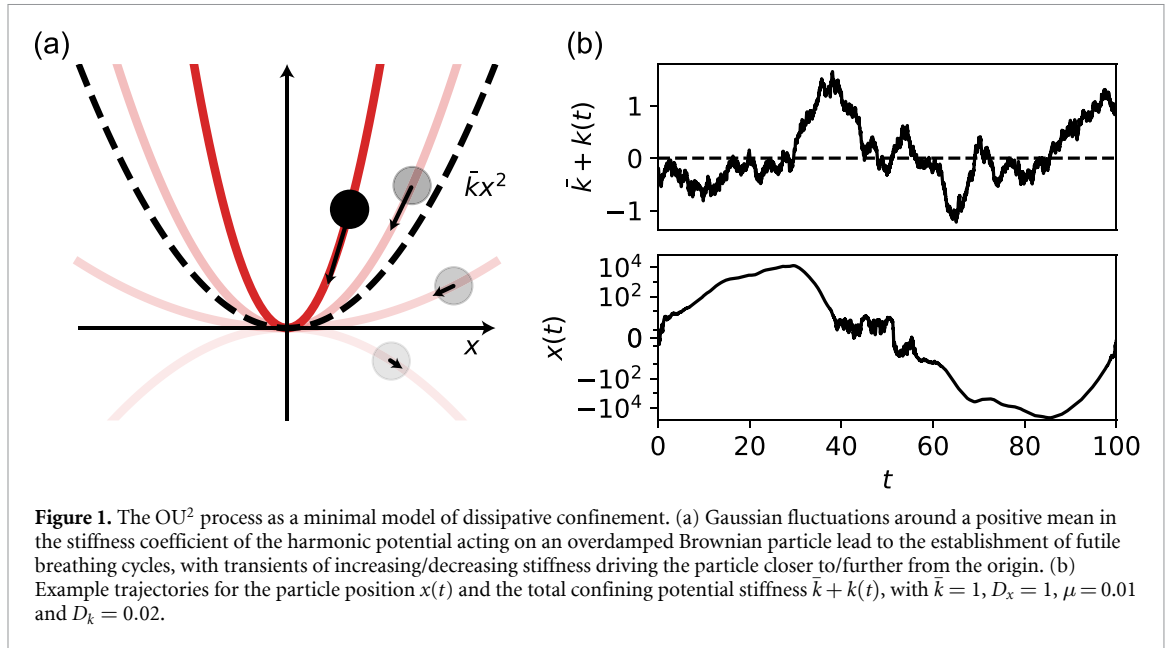 (a)
k̄x²
x
(b)
k̄ + k(t)
1
0
−1
x(t)
10⁴
10²
0
−10²
−10⁴
0 20 40 60 80 100
t
Figure 1. The OU² process as a minimal model of dissipative confinement. (a) Gaussian fluctuations around a positive mean in
the stiffness coefficient of the harmonic potential acting on an overdamped Brownian particle lead to the establishment of futile
breathing cycles, with transients of increasing/decreasing stiffness driving the particle closer to/further from the origin. (b)
Example trajectories for the particle position x(t) and the total confining potential stiffness k̄ + k(t), with k̄ = 1, Dₓ = 1, μ = 0.01
and Dₖ = 0.02.